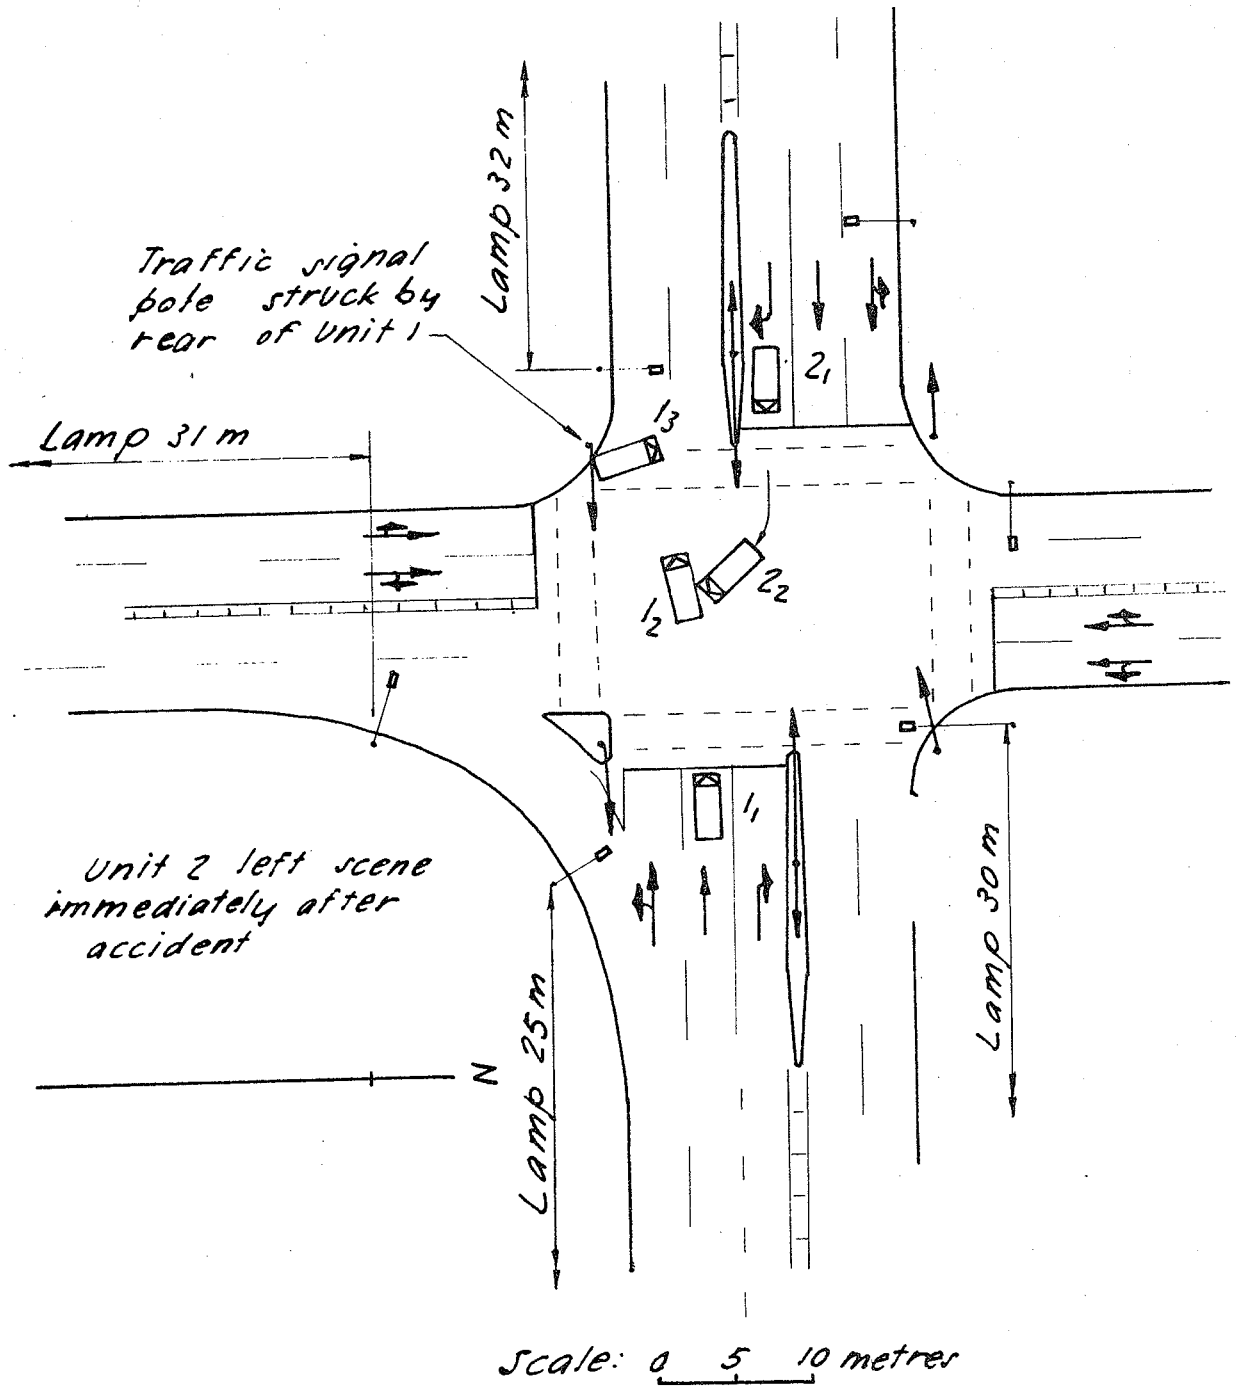 Lamp 32 m
Traffic signal
pole struck by
rear of Unit 1
2₁
1₃
Lamp 31 m
2₂
1₂
1₁
Unit 2 left scene
immediately after
accident
Lamp 30 m
Lamp 25 m
N
Scale: 0 5 10 metres